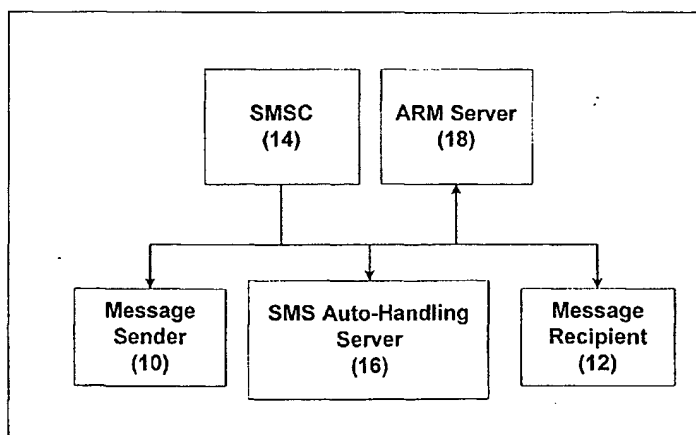 SMSC
(14)
ARM Server
(18)
Message
Sender
(10)
SMS Auto-Handling
Server
(16)
Message
Recipient
(12)